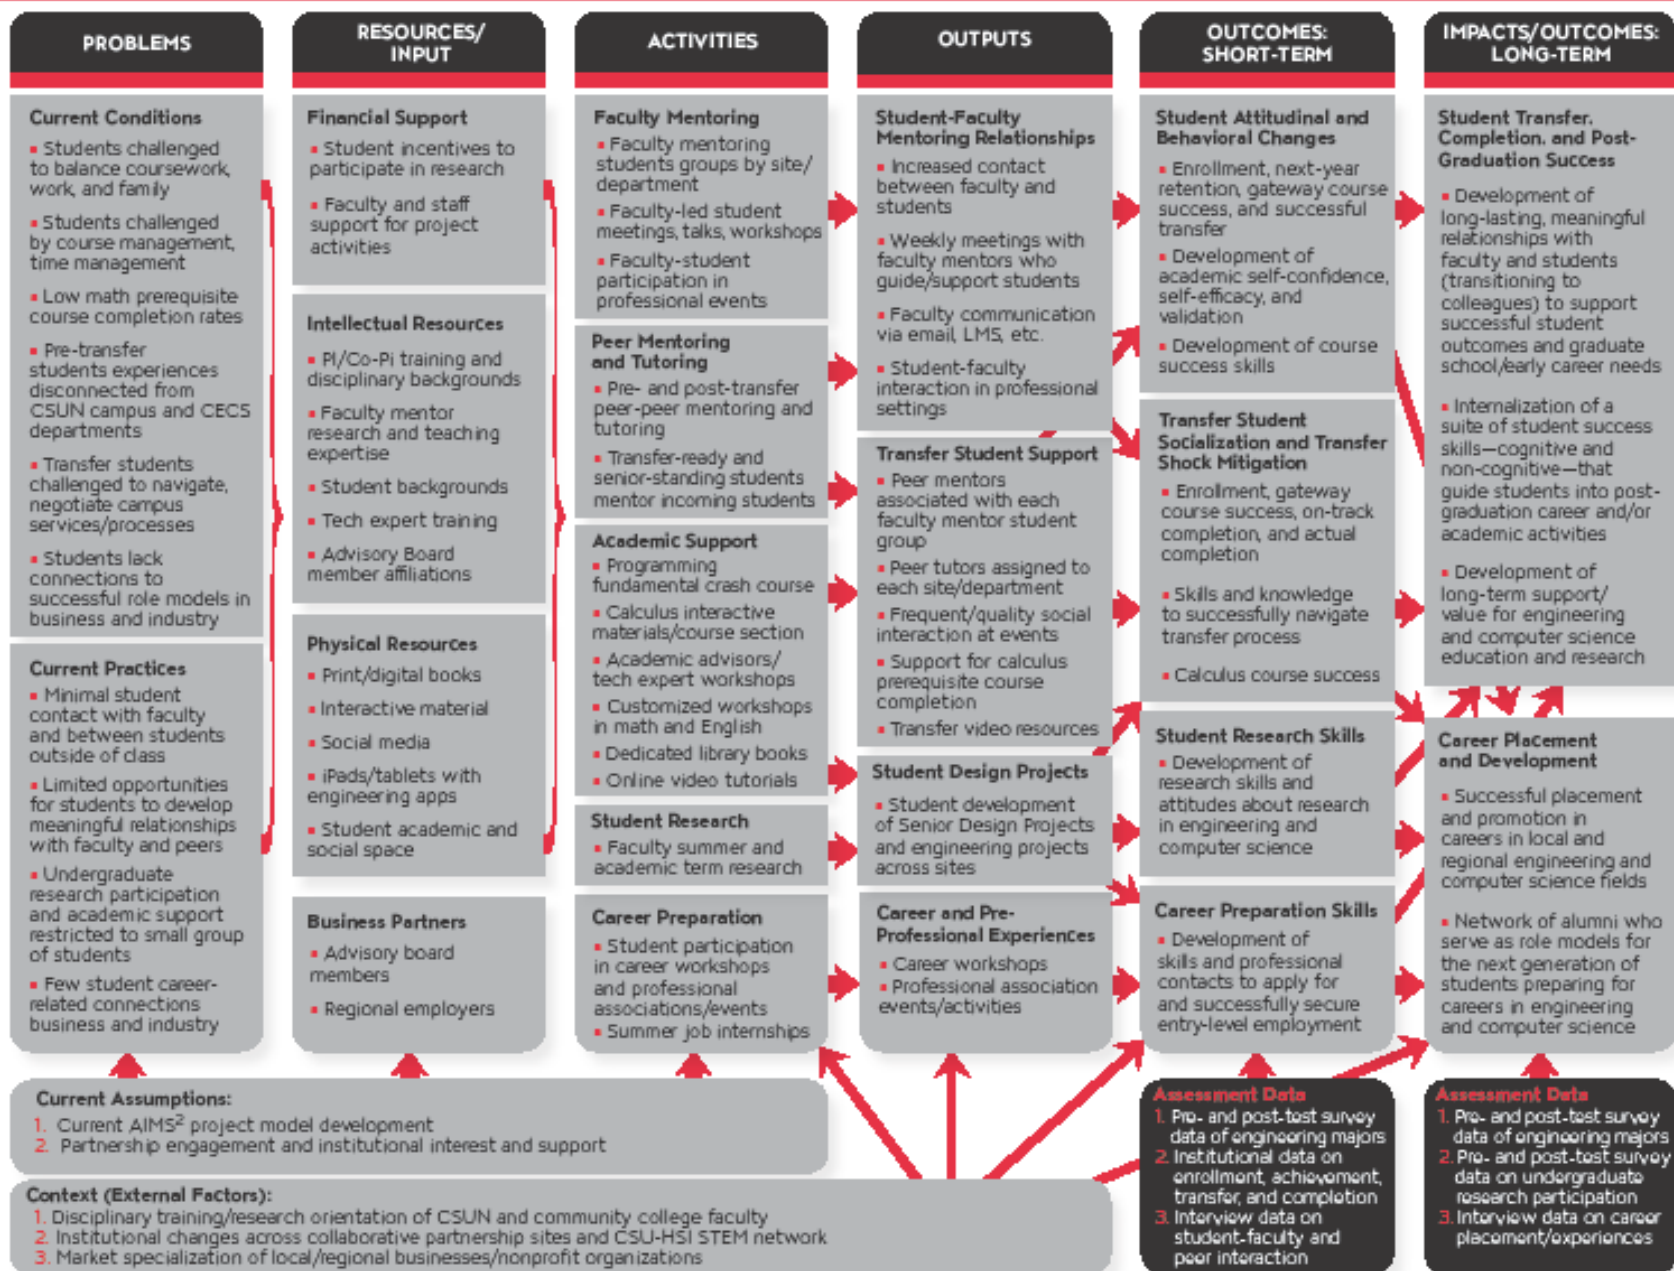 PROBLEMS
Current Conditions
▪ Students challenged
to balance coursework,
work, and family
▪ Students challenged
by course management,
time management
▪ Low math prerequisite
course completion rates
▪ Pre-transfer
students experiences
disconnected from
CSUN campus and CECS
departments
▪ Transfer students
challenged to navigate,
negotiate campus
services/processes
▪ Students lack
connections to
successful role models in
business and industry
Current Practices
▪ Minimal student
contact with faculty
and between students
outside of class
▪ Limited opportunities
for students to develop
meaningful relationships
with faculty and peers
▪ Undergraduate
research participation
and academic support
restricted to small group
of students
▪ Few student career-
related connections
business and industry
RESOURCES/
INPUT
Financial Support
▪ Student incentives to
participate in research
▪ Faculty and staff
support for project
activities
Intellectual Resources
▪ PI/Co-Pi training and
disciplinary backgrounds
▪ Faculty mentor
research and teaching
expertise
▪ Student backgrounds
▪ Tech expert training
▪ Advisory Board
member affiliations
Physical Resources
▪ Print/digital books
▪ Interactive material
▪ Social media
▪ iPads/tablets with
engineering apps
▪ Student academic and
social space
Business Partners
▪ Advisory board
members
▪ Regional employers
ACTIVITIES
Faculty Mentoring
▪ Faculty mentoring
students groups by site/
department
▪ Faculty-led student
meetings, talks, workshops
▪ Faculty-student
participation in
professional events
Peer Mentoring
and Tutoring
▪ Pre- and post-transfer
peer-peer mentoring and
tutoring
▪ Transfer-ready and
senior-standing students
mentor incoming students
Academic Support
▪ Programming
fundamental crash course
▪ Calculus interactive
materials/course section
▪ Academic advisors/
tech expert workshops
▪ Customized workshops
in math and English
▪ Dedicated library books
▪ Online video tutorials
Student Research
▪ Faculty summer and
academic term research
Career Preparation
▪ Student participation
in career workshops
and professional
associations/events
▪ Summer job internships
OUTPUTS
Student-Faculty
Mentoring Relationships
▪ Increased contact
between faculty and
students
▪ Weekly meetings with
faculty mentors who
guide/support students
▪ Faculty communication
via email, LMS, etc.
▪ Student-faculty
interaction in professional
settings
Transfer Student Support
▪ Peer mentors
associated with each
faculty mentor student
group
▪ Peer tutors assigned to
each site/department
▪ Frequent/quality social
interaction at events
▪ Support for calculus
prerequisite course
completion
▪ Transfer video resources
Student Design Projects
▪ Student development
of Senior Design Projects
and engineering projects
across sites
Career and Pre-
Professional Experiences
▪ Career workshops
▪ Professional association
events/activities
OUTCOMES:
SHORT-TERM
Student Attitudinal and
Behavioral Changes
▪ Enrollment, next-year
retention, gateway course
success, and successful
transfer
▪ Development of
academic self-confidence,
self-efficacy, and
validation
▪ Development of course
success skills
Transfer Student
Socialization and Transfer
Shock Mitigation
▪ Enrollment, gateway
course success, on-track
completion, and actual
completion
▪ Skills and knowledge
to successfully navigate
transfer process
▪ Calculus course success
Student Research Skills
▪ Development of
research skills and
attitudes about research
in engineering and
computer science
Career Preparation Skills
▪ Development of
skills and professional
contacts to apply for
and successfully secure
entry-level employment
IMPACTS/OUTCOMES:
LONG-TERM
Student Transfer,
Completion, and Post-
Graduation Success
▪ Development of
long-lasting, meaningful
relationships with
faculty and students
(transitioning to
colleagues) to support
successful student
outcomes and graduate
school/early career needs
▪ Internalization of a
suite of student success
skills—cognitive and
non-cognitive—that
guide students into post-
graduation career and/or
academic activities
▪ Development of
long-term support/
value for engineering
and computer science
education and research
Career Placement
and Development
▪ Successful placement
and promotion in
careers in local and
regional engineering and
computer science fields
▪ Network of alumni who
serve as role models for
the next generation of
students preparing for
careers in engineering
and computer science
Current Assumptions:
1. Current AIMS² project model development
2. Partnership engagement and institutional interest and support
Context (External Factors):
1. Disciplinary training/research orientation of CSUN and community college faculty
2. Institutional changes across collaborative partnership sites and CSU-HSI STEM network
3. Market specialization of local/regional businesses/nonprofit organizations
Assessment Data
1. Pre- and post-test survey
data of engineering majors
2. Institutional data on
enrollment, achievement,
transfer, and completion
3. Interview data on
student-faculty and
peer interaction
Assessment Data
1. Pre- and post-test survey
data of engineering majors
2. Pre- and post-test survey
data on undergraduate
research participation
3. Interview data on career
placement/experiences